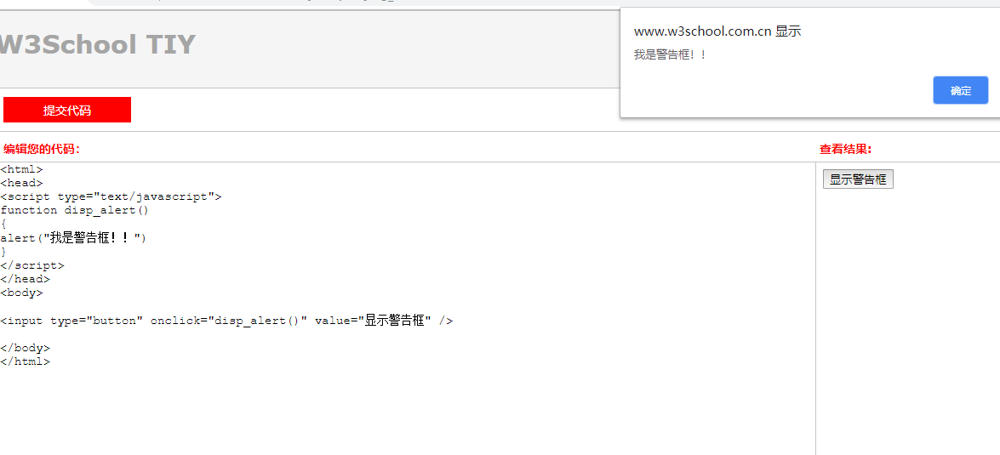 W3School TIY
www.w3school.com.cn 显示
我是警告框！！
确定
提交代码
编辑您的代码：
查看结果:
<html>
<head>
<script type="text/javascript">
function disp_alert()
{
alert("我是警告框！！")
}
</script>
</head>
<body>
<input type="button" onclick="disp_alert()" value="显示警告框" />
</body>
</html>
显示警告框